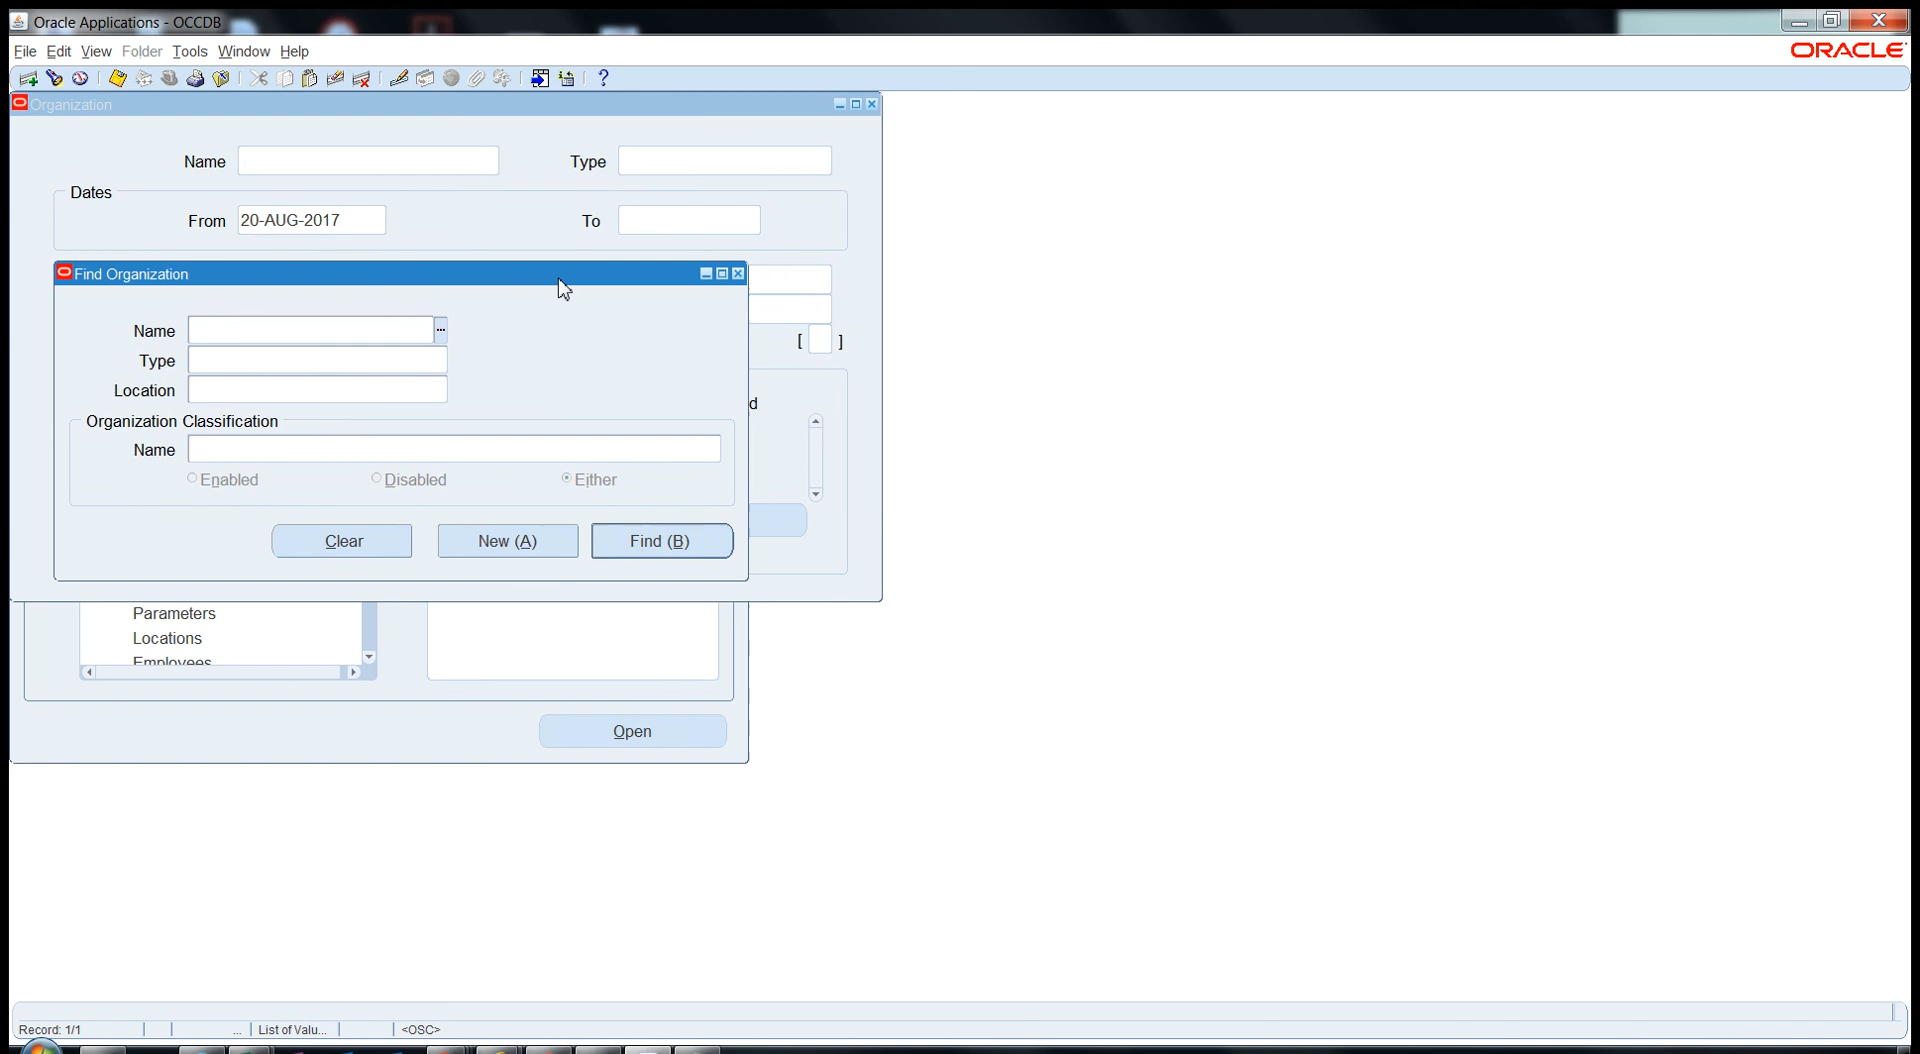 Oracle Applications - OCCDB
File Edit View Folder Tools Window Help
ORACLE
Organization
Name
Type
Dates
From 20-AUG-2017
To
Find Organization
Name
Type
Location
[ ]
d
Organization Classification
Name
Enabled
Disabled
Either
Clear
New (A)
Find (B)
Parameters
Locations
Employees
Open
Record: 1/1
...
List of Valu...
<OSC>